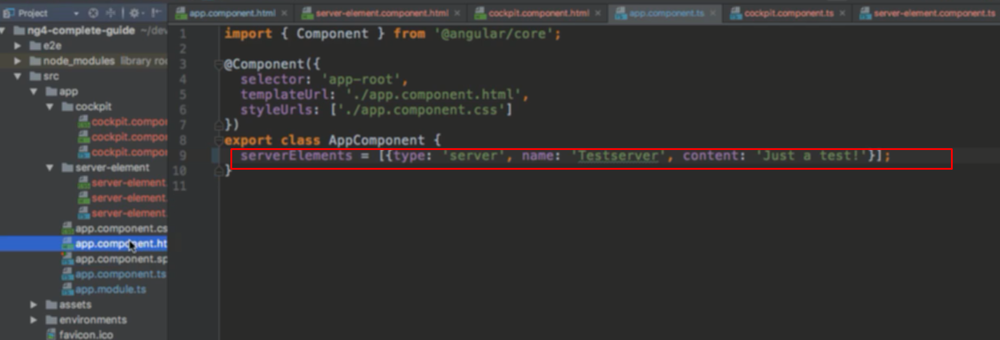 Project
app.component.html
server-element.component.html
cockpit.component.html
app.component.ts
cockpit.component.ts
server-element.component.ts
ng4-complete-guide ~/dev
e2e
node_modules library roo
src
app
cockpit
cockpit.compor
cockpit.compor
cockpit.compor
server-element
server-element.
server-element.
server-element.
app.component.cs
app.component.ht
app.component.sp
app.component.ts
app.module.ts
assets
environments
favicon.ico
1 import { Component } from '@angular/core';
2
3 @Component({
4 selector: 'app-root',
5 templateUrl: './app.component.html',
6 styleUrls: ['./app.component.css']
7 })
8 export class AppComponent {
9 serverElements = [{type: 'server', name: 'Testserver', content: 'Just a test!'}];
10 }
11